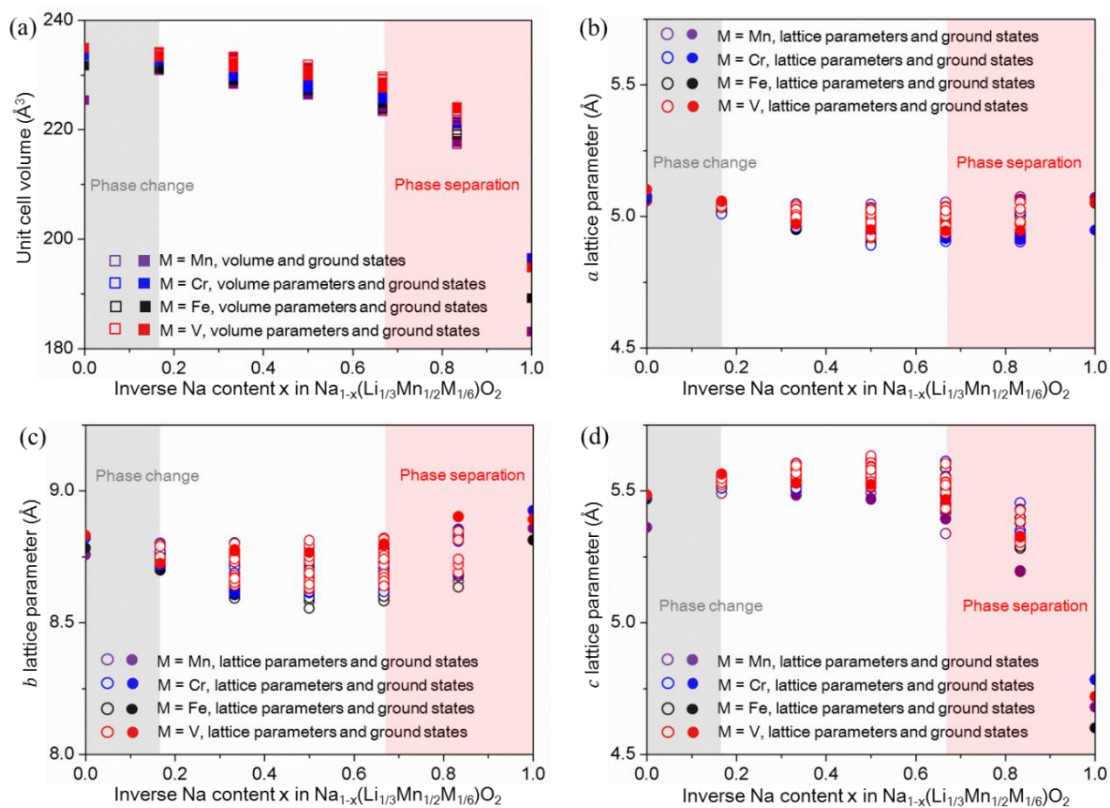 (a)
240
220
200
180
Unit cell volume (Å³)
Phase change
Phase separation
M = Mn, volume and ground states
M = Cr, volume parameters and ground states
M = Fe, volume parameters and ground states
M = V, volume parameters and ground states
0.0 0.2 0.4 0.6 0.8 1.0
Inverse Na content x in Na₁₋ₓ(Li₁/₃Mn₁/₂M₁/₆)O₂
(b)
5.5
5.0
4.5
a lattice parameter (Å)
M = Mn, lattice parameters and ground states
M = Cr, lattice parameters and ground states
M = Fe, lattice parameters and ground states
M = V, lattice parameters and ground states
Phase change
Phase separation
0.0 0.2 0.4 0.6 0.8 1.0
Inverse Na content x in Na₁₋ₓ(Li₁/₃Mn₁/₂M₁/₆)O₂
(c)
9.0
8.5
8.0
b lattice parameter (Å)
Phase change
Phase separation
M = Mn, lattice parameters and ground states
M = Cr, lattice parameters and ground states
M = Fe, lattice parameters and ground states
M = V, lattice parameters and ground states
0.0 0.2 0.4 0.6 0.8 1.0
Inverse Na content x in Na₁₋ₓ(Li₁/₃Mn₁/₂M₁/₆)O₂
(d)
5.5
5.0
4.5
c lattice parameter (Å)
Phase change
Phase separation
M = Mn, lattice parameters and ground states
M = Cr, lattice parameters and ground states
M = Fe, lattice parameters and ground states
M = V, lattice parameters and ground states
0.0 0.2 0.4 0.6 0.8 1.0
Inverse Na content x in Na₁₋ₓ(Li₁/₃Mn₁/₂M₁/₆)O₂